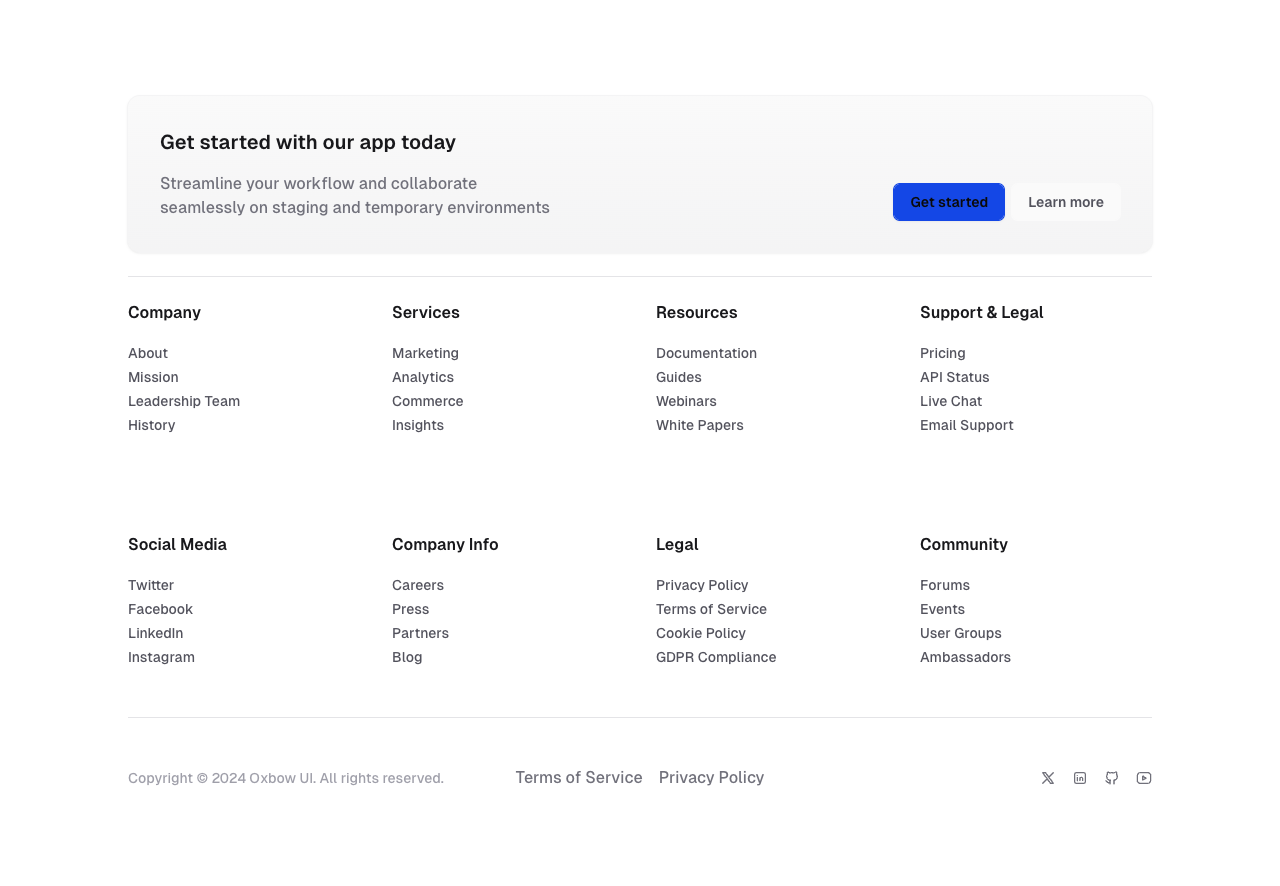 Get started with our app today
Streamline your workflow and collaborate
seamlessly on staging and temporary environments
Get started
Learn more
Company
About
Mission
Leadership Team
History
Services
Marketing
Analytics
Commerce
Insights
Resources
Documentation
Guides
Webinars
White Papers
Support & Legal
Pricing
API Status
Live Chat
Email Support
Social Media
Twitter
Facebook
LinkedIn
Instagram
Company Info
Careers
Press
Partners
Blog
Legal
Privacy Policy
Terms of Service
Cookie Policy
GDPR Compliance
Community
Forums
Events
User Groups
Ambassadors
Copyright © 2024 Oxbow UI. All rights reserved.
Terms of Service
Privacy Policy